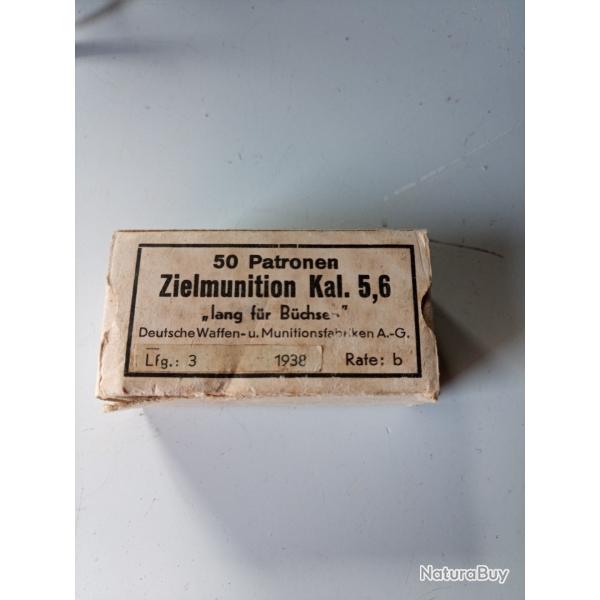 50 Patronen
Zielmunition Kal. 5,6
„lang für Büchsen"
Deutsche Waffen- u. Munitionsfabriken A.-G.
Lfg.: 3 1938 Rate: b
NaturaBuy